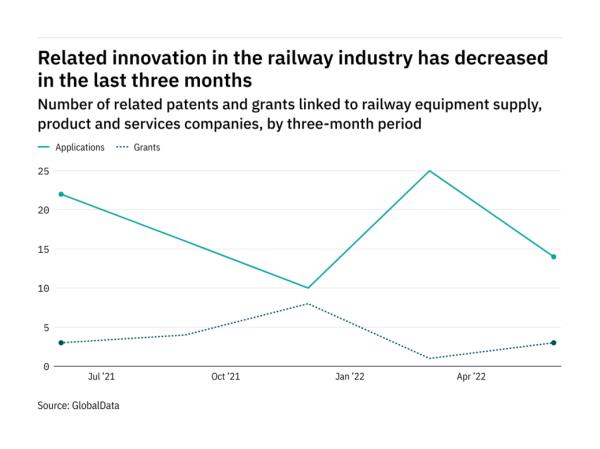 Related innovation in the railway industry has decreased
in the last three months
Number of related patents and grants linked to railway equipment supply,
product and services companies, by three-month period
Applications Grants
25
20
15
10
5
0
Jul '21 Oct '21 Jan '22 Apr '22
Source: GlobalData